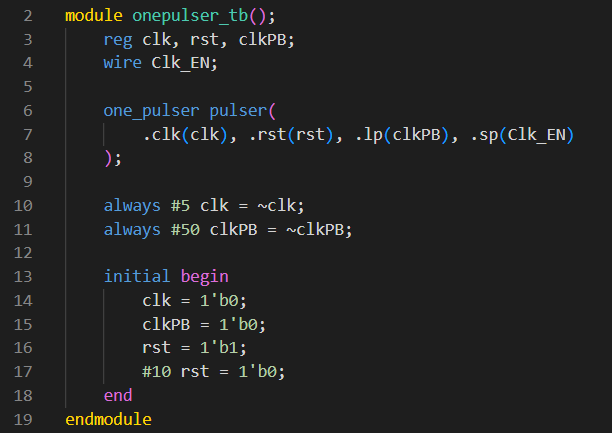 2 module onepulser_tb();
3     reg clk, rst, clkPB;
4     wire Clk_EN;
5
6     one_pulser pulser(
7         .clk(clk), .rst(rst), .lp(clkPB), .sp(Clk_EN)
8     );
9
10     always #5 clk = ~clk;
11     always #50 clkPB = ~clkPB;
12
13     initial begin
14         clk = 1'b0;
15         clkPB = 1'b0;
16         rst = 1'b1;
17         #10 rst = 1'b0;
18     end
19 endmodule